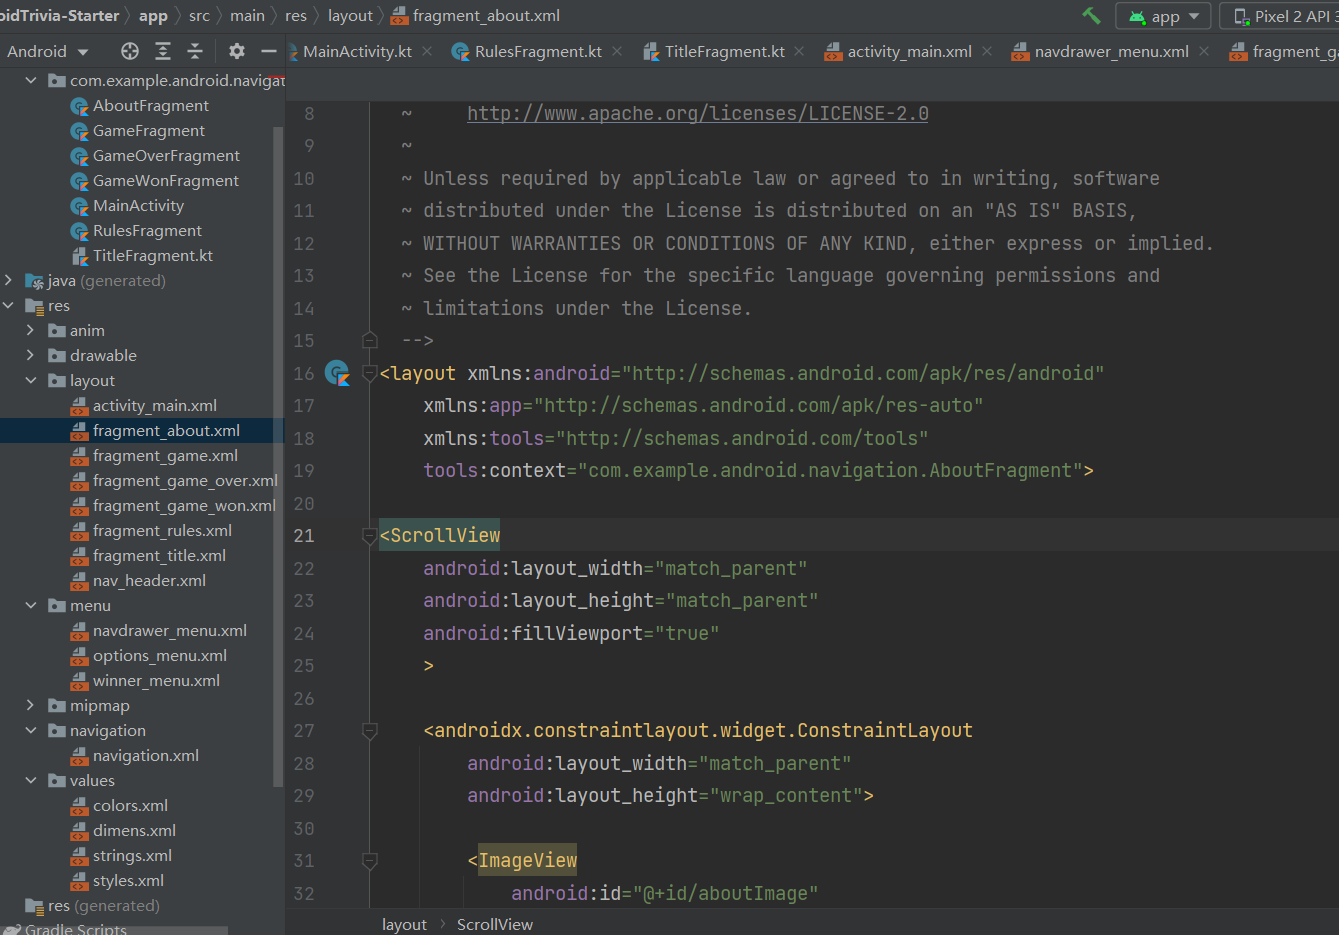 oidTrivia-Starter app src main res layout fragment_about.xml app Pixel 2 API 3
Android MainActivity.kt RulesFragment.kt TitleFragment.kt activity_main.xml navdrawer_menu.xml fragment_ga
com.example.android.navigat
AboutFragment
GameFragment
GameOverFragment
GameWonFragment
MainActivity
RulesFragment
TitleFragment.kt
java (generated)
res
anim
drawable
layout
activity_main.xml
fragment_about.xml
fragment_game.xml
fragment_game_over.xml
fragment_game_won.xml
fragment_rules.xml
fragment_title.xml
nav_header.xml
menu
navdrawer_menu.xml
options_menu.xml
winner_menu.xml
mipmap
navigation
navigation.xml
values
colors.xml
dimens.xml
strings.xml
styles.xml
res (generated)
Gradle Scripts
8 ~ http://www.apache.org/licenses/LICENSE-2.0
9 ~
10 ~ Unless required by applicable law or agreed to in writing, software
11 ~ distributed under the License is distributed on an "AS IS" BASIS,
12 ~ WITHOUT WARRANTIES OR CONDITIONS OF ANY KIND, either express or implied.
13 ~ See the License for the specific language governing permissions and
14 ~ limitations under the License.
15 -->
16 <layout xmlns:android="http://schemas.android.com/apk/res/android"
17 xmlns:app="http://schemas.android.com/apk/res-auto"
18 xmlns:tools="http://schemas.android.com/tools"
19 tools:context="com.example.android.navigation.AboutFragment">
20
21 <ScrollView
22 android:layout_width="match_parent"
23 android:layout_height="match_parent"
24 android:fillViewport="true"
25 >
26
27 <androidx.constraintlayout.widget.ConstraintLayout
28 android:layout_width="match_parent"
29 android:layout_height="wrap_content">
30
31 <ImageView
32 android:id="@+id/aboutImage"
layout ScrollView